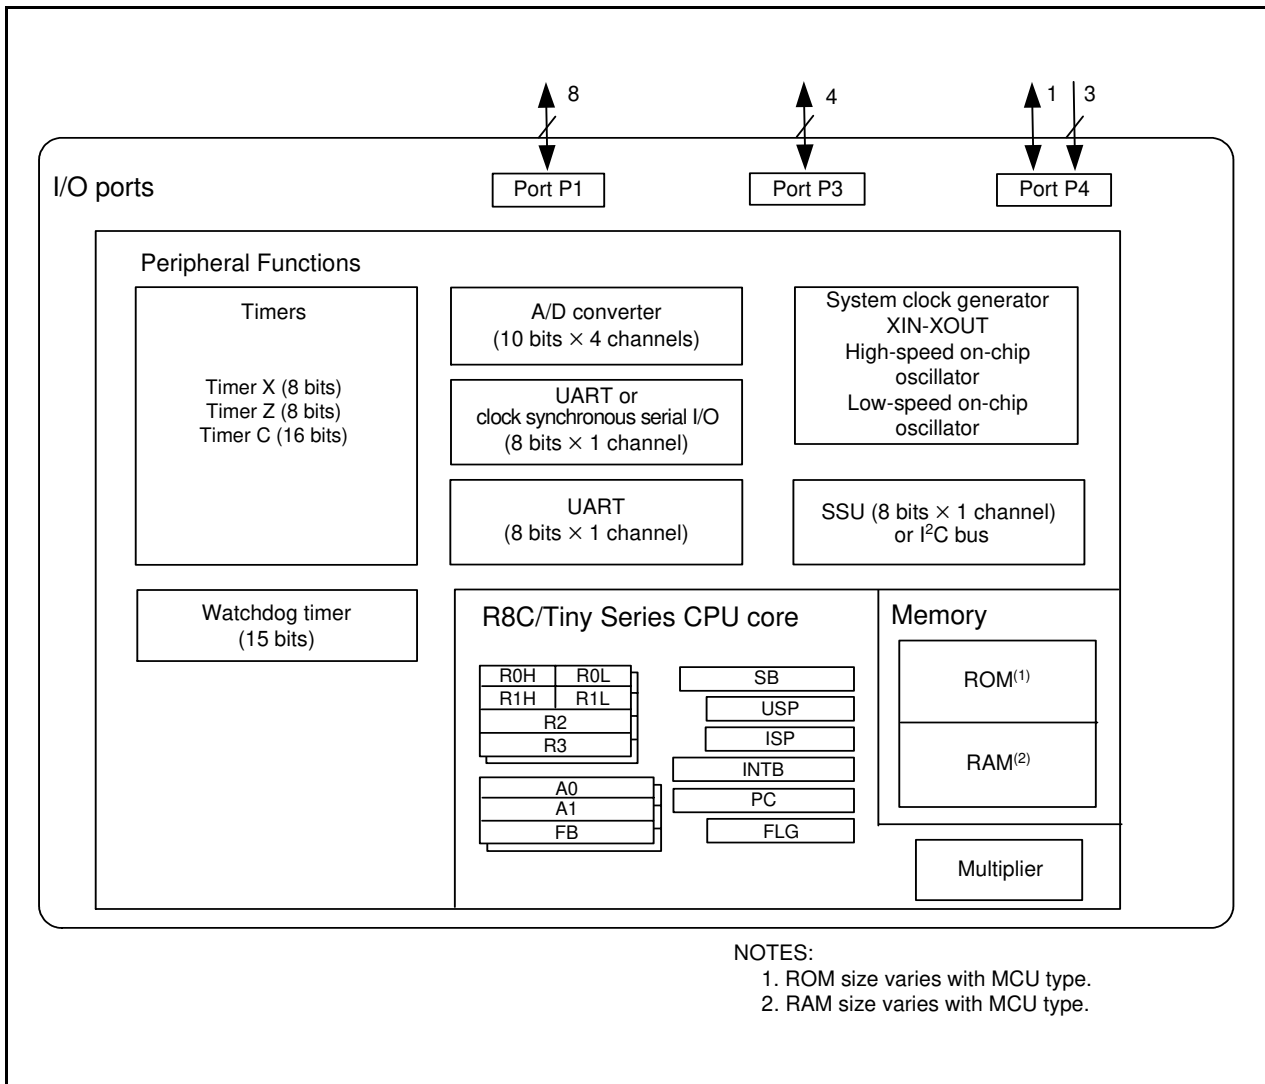 8
4
1
3
I/O ports
Port P1
Port P3
Port P4
Peripheral Functions
Timers
Timer X (8 bits)
Timer Z (8 bits)
Timer C (16 bits)
A/D converter
(10 bits × 4 channels)
UART or
clock synchronous serial I/O
(8 bits × 1 channel)
UART
(8 bits × 1 channel)
System clock generator
XIN-XOUT
High-speed on-chip
oscillator
Low-speed on-chip
oscillator
SSU (8 bits × 1 channel)
or I²C bus
Watchdog timer
(15 bits)
R8C/Tiny Series CPU core
R0H
R0L
R1H
R1L
R2
R3
A0
A1
FB
SB
USP
ISP
INTB
PC
FLG
Memory
ROM(1)
RAM(2)
Multiplier
NOTES:
1. ROM size varies with MCU type.
2. RAM size varies with MCU type.